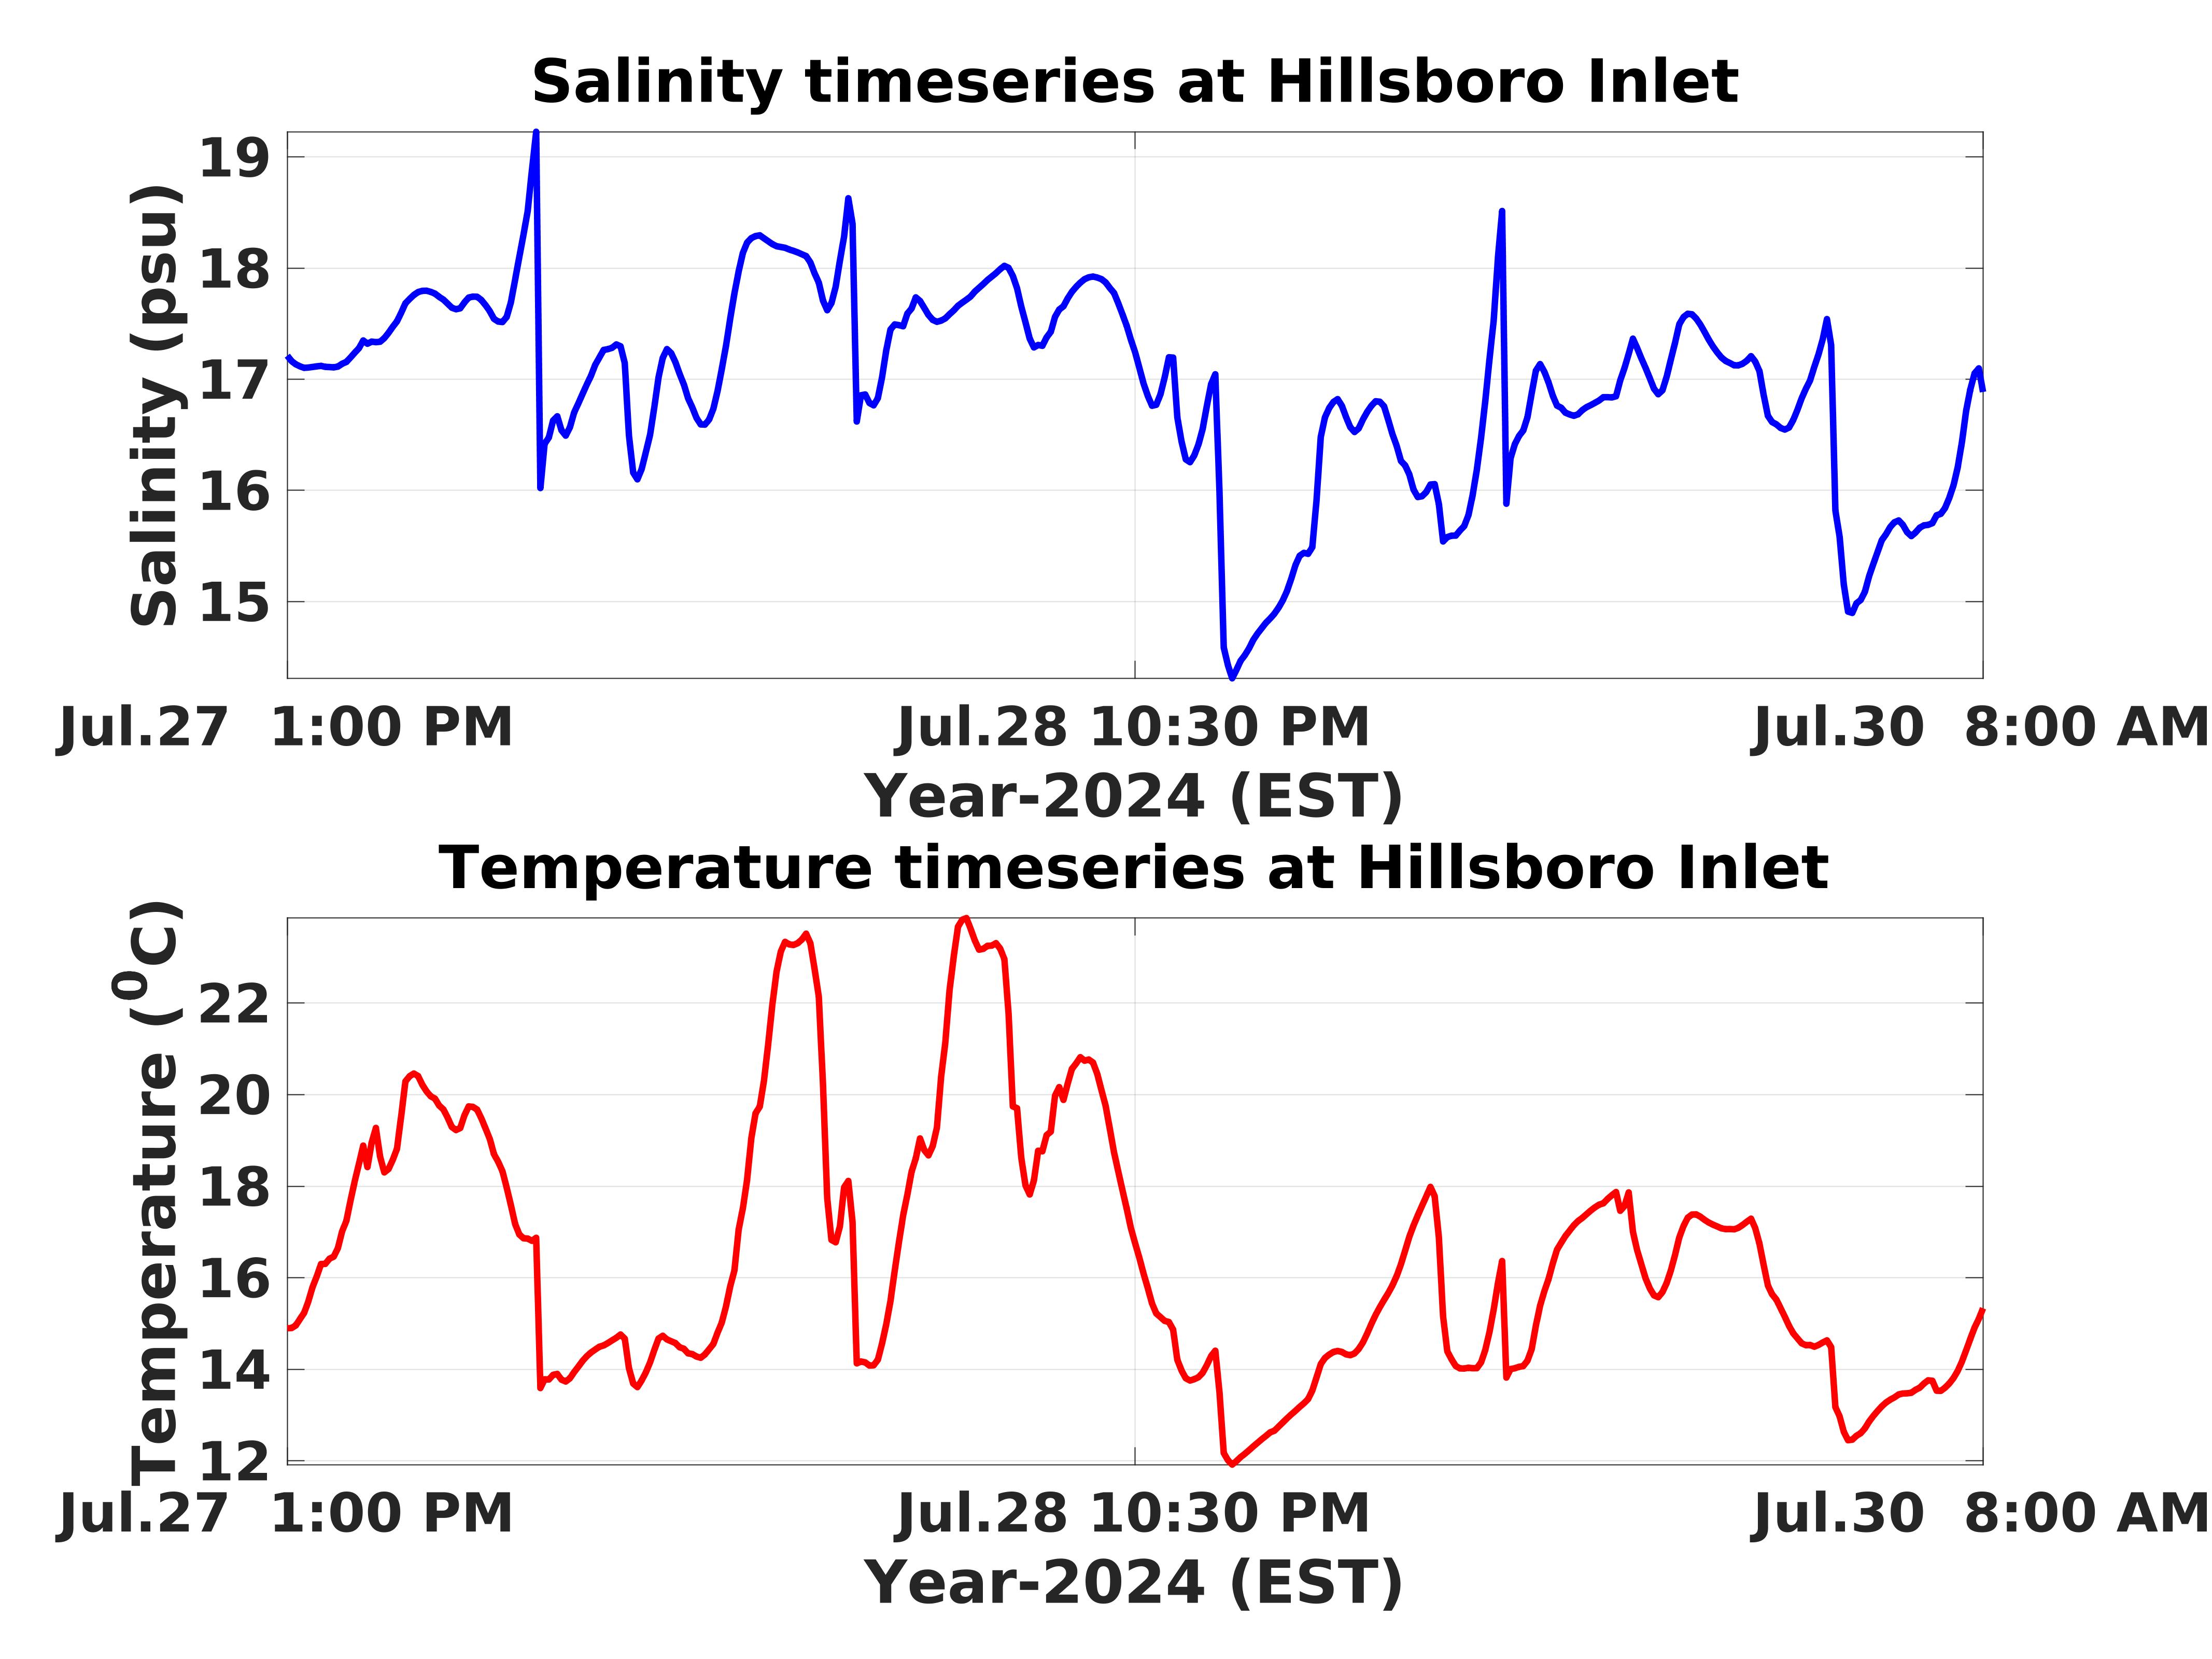 Salinity timeseries at Hillsboro Inlet
Salinity (psu)
19
18
17
16
15
Jul.27  1:00 PM
Jul.28 10:30 PM
Jul.30  8:00 AM
Year-2024 (EST)
Temperature timeseries at Hillsboro Inlet
Temperature (⁰C)
22
20
18
16
14
12
Jul.27  1:00 PM
Jul.28 10:30 PM
Jul.30  8:00 AM
Year-2024 (EST)